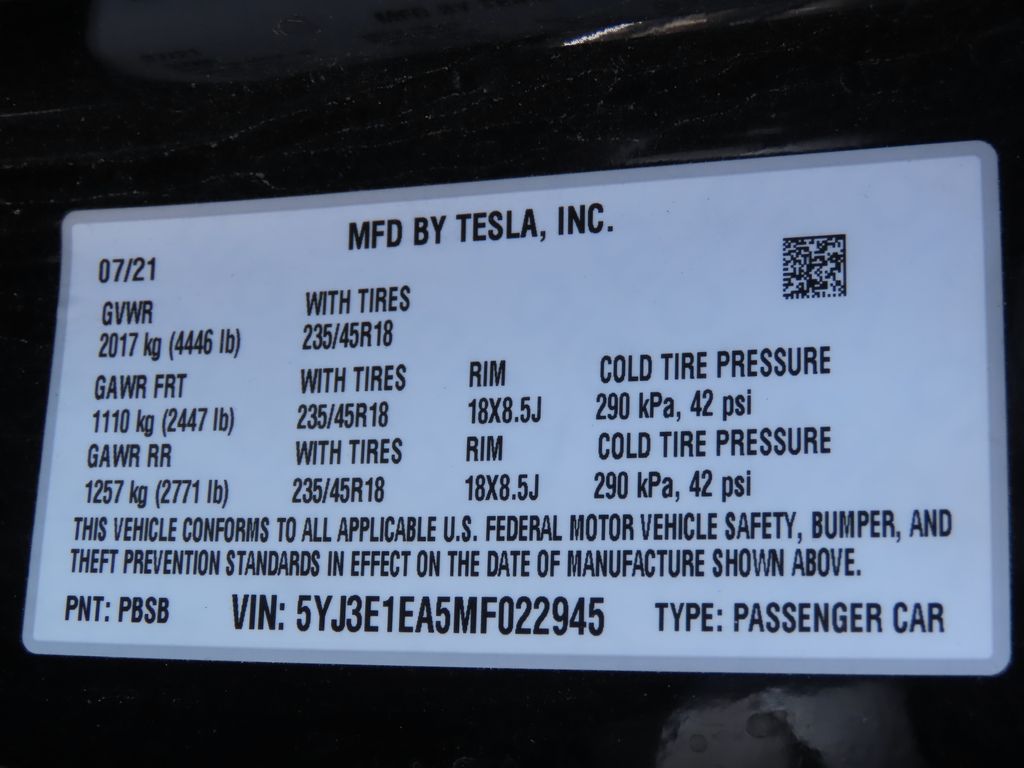 MFD BY TESLA, INC.
07/21
GVWR WITH TIRES
2017 kg (4446 lb) 235/45R18
GAWR FRT WITH TIRES RIM COLD TIRE PRESSURE
1110 kg (2447 lb) 235/45R18 18X8.5J 290 kPa, 42 psi
GAWR RR WITH TIRES RIM COLD TIRE PRESSURE
1257 kg (2771 lb) 235/45R18 18X8.5J 290 kPa, 42 psi
THIS VEHICLE CONFORMS TO ALL APPLICABLE U.S. FEDERAL MOTOR VEHICLE SAFETY, BUMPER, AND
THEFT PREVENTION STANDARDS IN EFFECT ON THE DATE OF MANUFACTURE SHOWN ABOVE.
PNT: PBSB VIN: 5YJ3E1EA5MF022945 TYPE: PASSENGER CAR